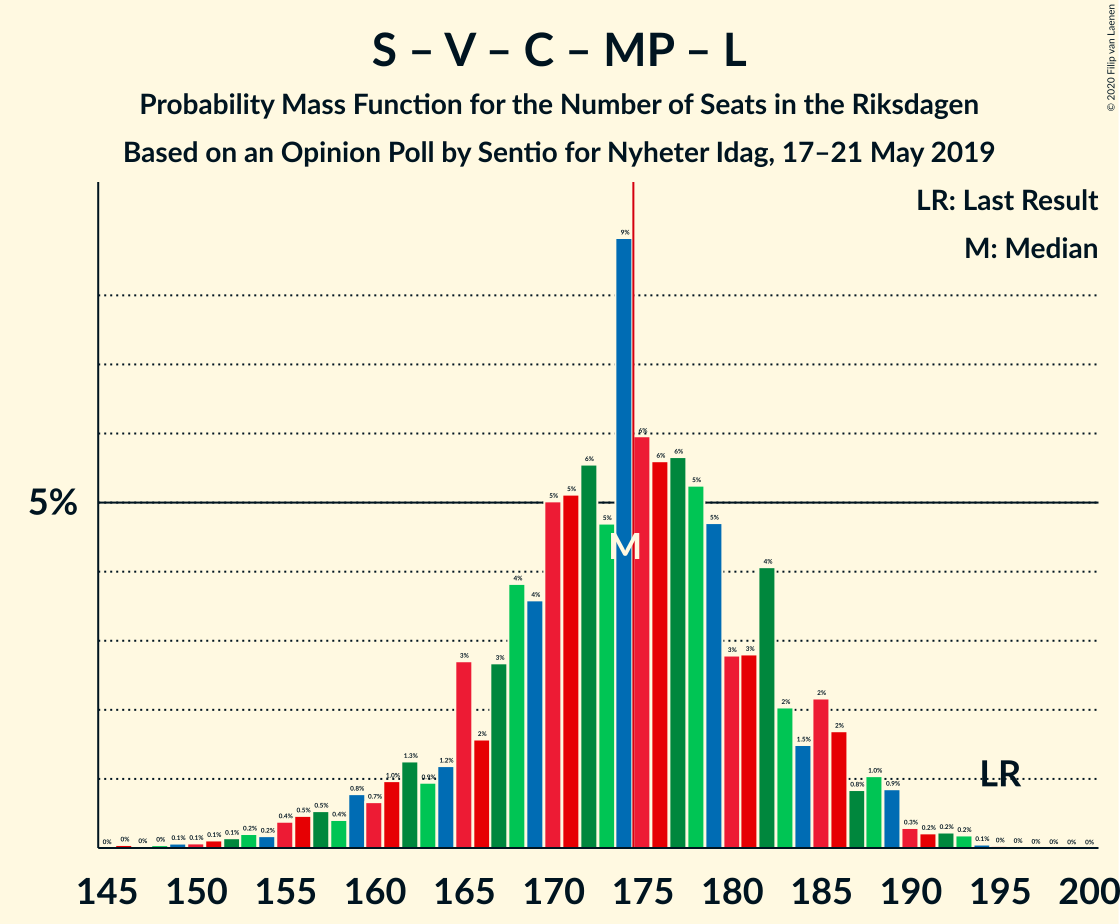 S – V – C – MP – L
Probability Mass Function for the Number of Seats in the Riksdagen
Based on an Opinion Poll by Sentio for Nyheter Idag, 17–21 May 2019
© 2020 Filip van Laenen
LR: Last Result
M: Median
5%
0% 0% 0% 0% 0.1% 0.1% 0.1% 0.1% 0.2% 0.2% 0.4% 0.5% 0.5% 0.4% 0.8% 0.7% 1.0% 1.3% 0.9% 1.2% 3% 2% 3% 4% 4% 5% 5% 6% 5% 9% 6% 6% 6% 5% 5% 3% 3% 4% 2% 1.5% 2% 2% 0.8% 1.0% 0.9% 0.3% 0.2% 0.2% 0.2% 0.1% 0% 0% 0% 0% 0% 0%
M
LR
145 150 155 160 165 170 175 180 185 190 195 200